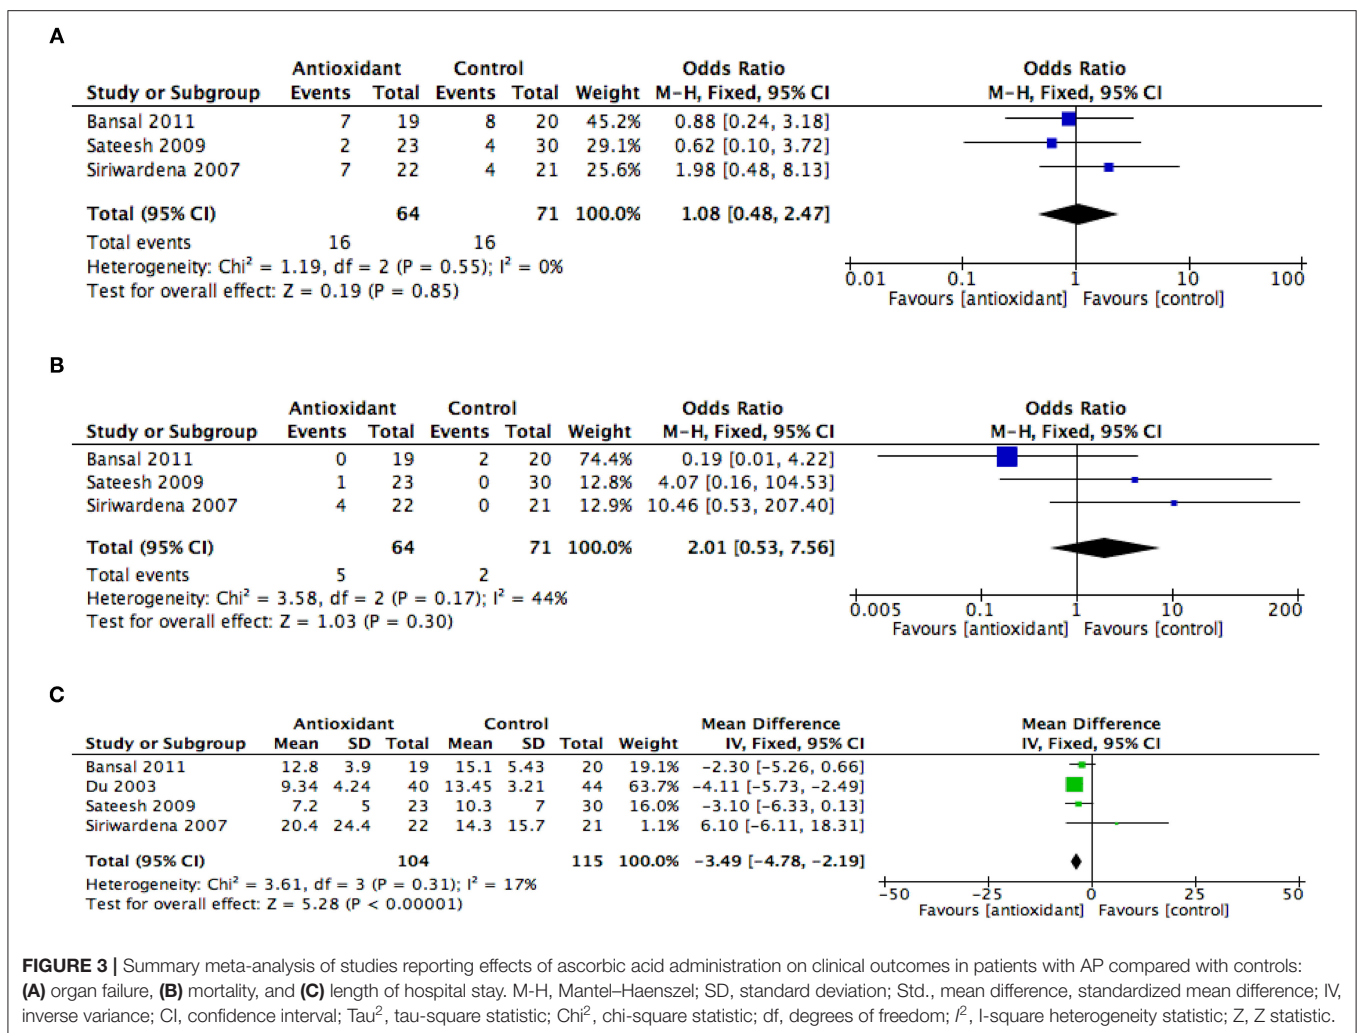 A
Antioxidant Control Odds Ratio Odds Ratio
Study or Subgroup Events Total Events Total Weight M-H, Fixed, 95% CI M-H, Fixed, 95% CI
Bansal 2011 7 19 8 20 45.2% 0.88 [0.24, 3.18]
Sateesh 2009 2 23 4 30 29.1% 0.62 [0.10, 3.72]
Siriwardena 2007 7 22 4 21 25.6% 1.98 [0.48, 8.13]
Total (95% CI) 64 71 100.0% 1.08 [0.48, 2.47]
Total events 16 16
Heterogeneity: Chi² = 1.19, df = 2 (P = 0.55); I² = 0%
Test for overall effect: Z = 0.19 (P = 0.85)
0.01 0.1 1 10 100
Favours [antioxidant] Favours [control]
B
Antioxidant Control Odds Ratio Odds Ratio
Study or Subgroup Events Total Events Total Weight M-H, Fixed, 95% CI M-H, Fixed, 95% CI
Bansal 2011 0 19 2 20 74.4% 0.19 [0.01, 4.22]
Sateesh 2009 1 23 0 30 12.8% 4.07 [0.16, 104.53]
Siriwardena 2007 4 22 0 21 12.9% 10.46 [0.53, 207.40]
Total (95% CI) 64 71 100.0% 2.01 [0.53, 7.56]
Total events 5 2
Heterogeneity: Chi² = 3.58, df = 2 (P = 0.17); I² = 44%
Test for overall effect: Z = 1.03 (P = 0.30)
0.005 0.1 1 10 200
Favours [antioxidant] Favours [control]
C
Antioxidant Control Mean Difference Mean Difference
Study or Subgroup Mean SD Total Mean SD Total Weight IV, Fixed, 95% CI IV, Fixed, 95% CI
Bansal 2011 12.8 3.9 19 15.1 5.43 20 19.1% −2.30 [−5.26, 0.66]
Du 2003 9.34 4.24 40 13.45 3.21 44 63.7% −4.11 [−5.73, −2.49]
Sateesh 2009 7.2 5 23 10.3 7 30 16.0% −3.10 [−6.33, 0.13]
Siriwardena 2007 20.4 24.4 22 14.3 15.7 21 1.1% 6.10 [−6.11, 18.31]
Total (95% CI) 104 115 100.0% −3.49 [−4.78, −2.19]
Heterogeneity: Chi² = 3.61, df = 3 (P = 0.31); I² = 17%
Test for overall effect: Z = 5.28 (P < 0.00001)
−50 −25 0 25 50
Favours [antioxidant] Favours [control]
FIGURE 3 | Summary meta-analysis of studies reporting effects of ascorbic acid administration on clinical outcomes in patients with AP compared with controls:
(A) organ failure, (B) mortality, and (C) length of hospital stay. M-H, Mantel–Haenszel; SD, standard deviation; Std., mean difference, standardized mean difference; IV,
inverse variance; CI, confidence interval; Tau², tau-square statistic; Chi², chi-square statistic; df, degrees of freedom; I², I-square heterogeneity statistic; Z, Z statistic.